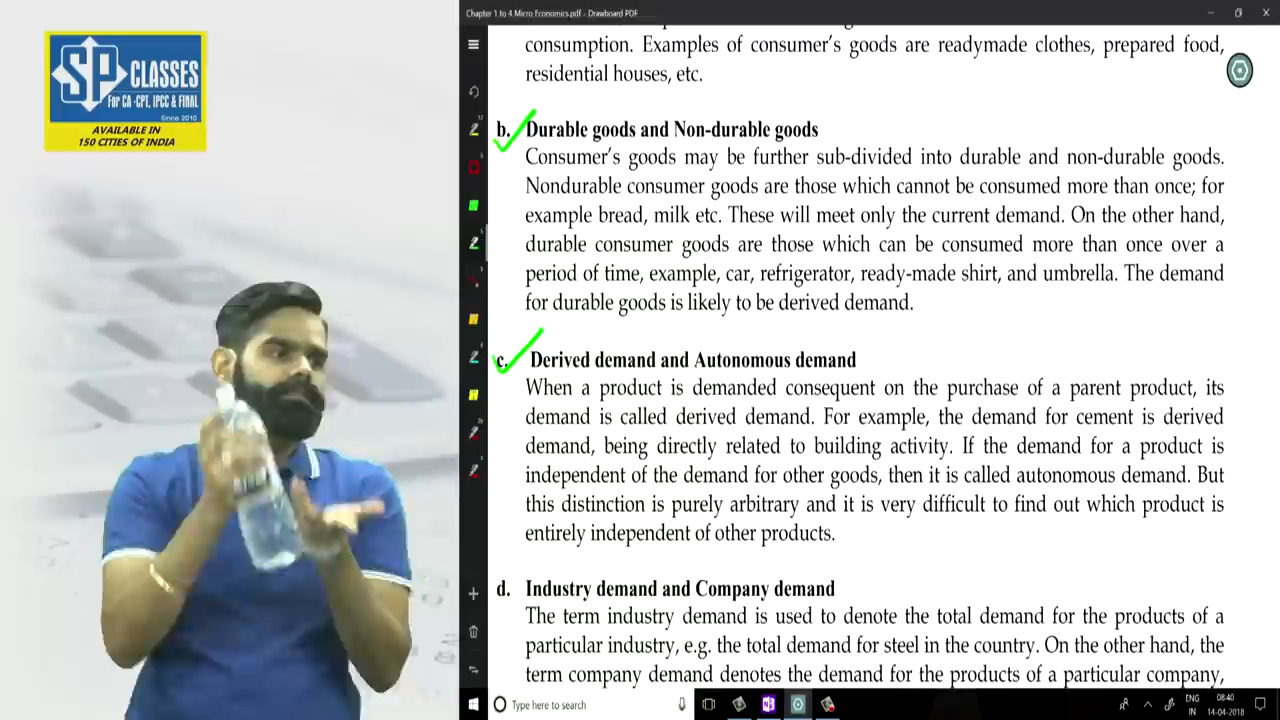 Chapter 1 to 4 Micro Economics.pdf - Drawboard PDF
SP CLASSES
For CA -CPT, IPCC & FINAL
Since 2010
AVAILABLE IN
150 CITIES OF INDIA
consumption. Examples of consumer's goods are readymade clothes, prepared food,
residential houses, etc.
b. Durable goods and Non-durable goods
Consumer's goods may be further sub-divided into durable and non-durable goods.
Nondurable consumer goods are those which cannot be consumed more than once; for
example bread, milk etc. These will meet only the current demand. On the other hand,
durable consumer goods are those which can be consumed more than once over a
period of time, example, car, refrigerator, ready-made shirt, and umbrella. The demand
for durable goods is likely to be derived demand.
c. Derived demand and Autonomous demand
When a product is demanded consequent on the purchase of a parent product, its
demand is called derived demand. For example, the demand for cement is derived
demand, being directly related to building activity. If the demand for a product is
independent of the demand for other goods, then it is called autonomous demand. But
this distinction is purely arbitrary and it is very difficult to find out which product is
entirely independent of other products.
d. Industry demand and Company demand
The term industry demand is used to denote the total demand for the products of a
particular industry, e.g. the total demand for steel in the country. On the other hand, the
term company demand denotes the demand for the products of a particular company,
Type here to search
ENG
IN
08:40
14-04-2018